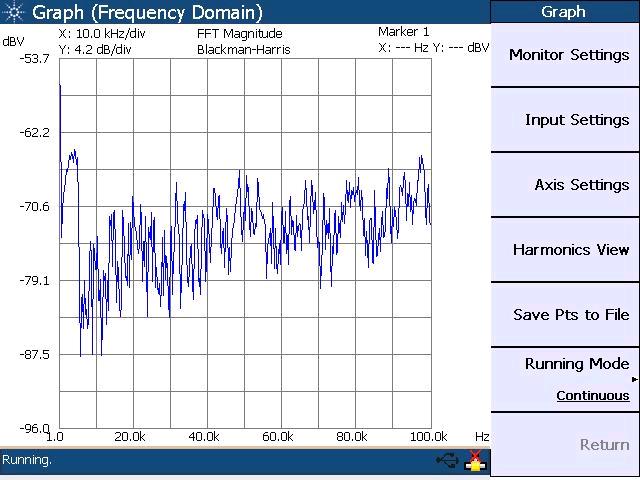 Graph (Frequency Domain)
Graph
dBV
X: 10.0 kHz/div
FFT Magnitude
Marker 1
Y: 4.2 dB/div
Blackman-Harris
X: --- Hz Y: --- dBV
-53.7
-62.2
-70.6
-79.1
-87.5
-96.0
1.0
20.0k
40.0k
60.0k
80.0k
100.0k
Hz
Running.
Monitor Settings
Input Settings
Axis Settings
Harmonics View
Save Pts to File
Running Mode
Continuous
Return